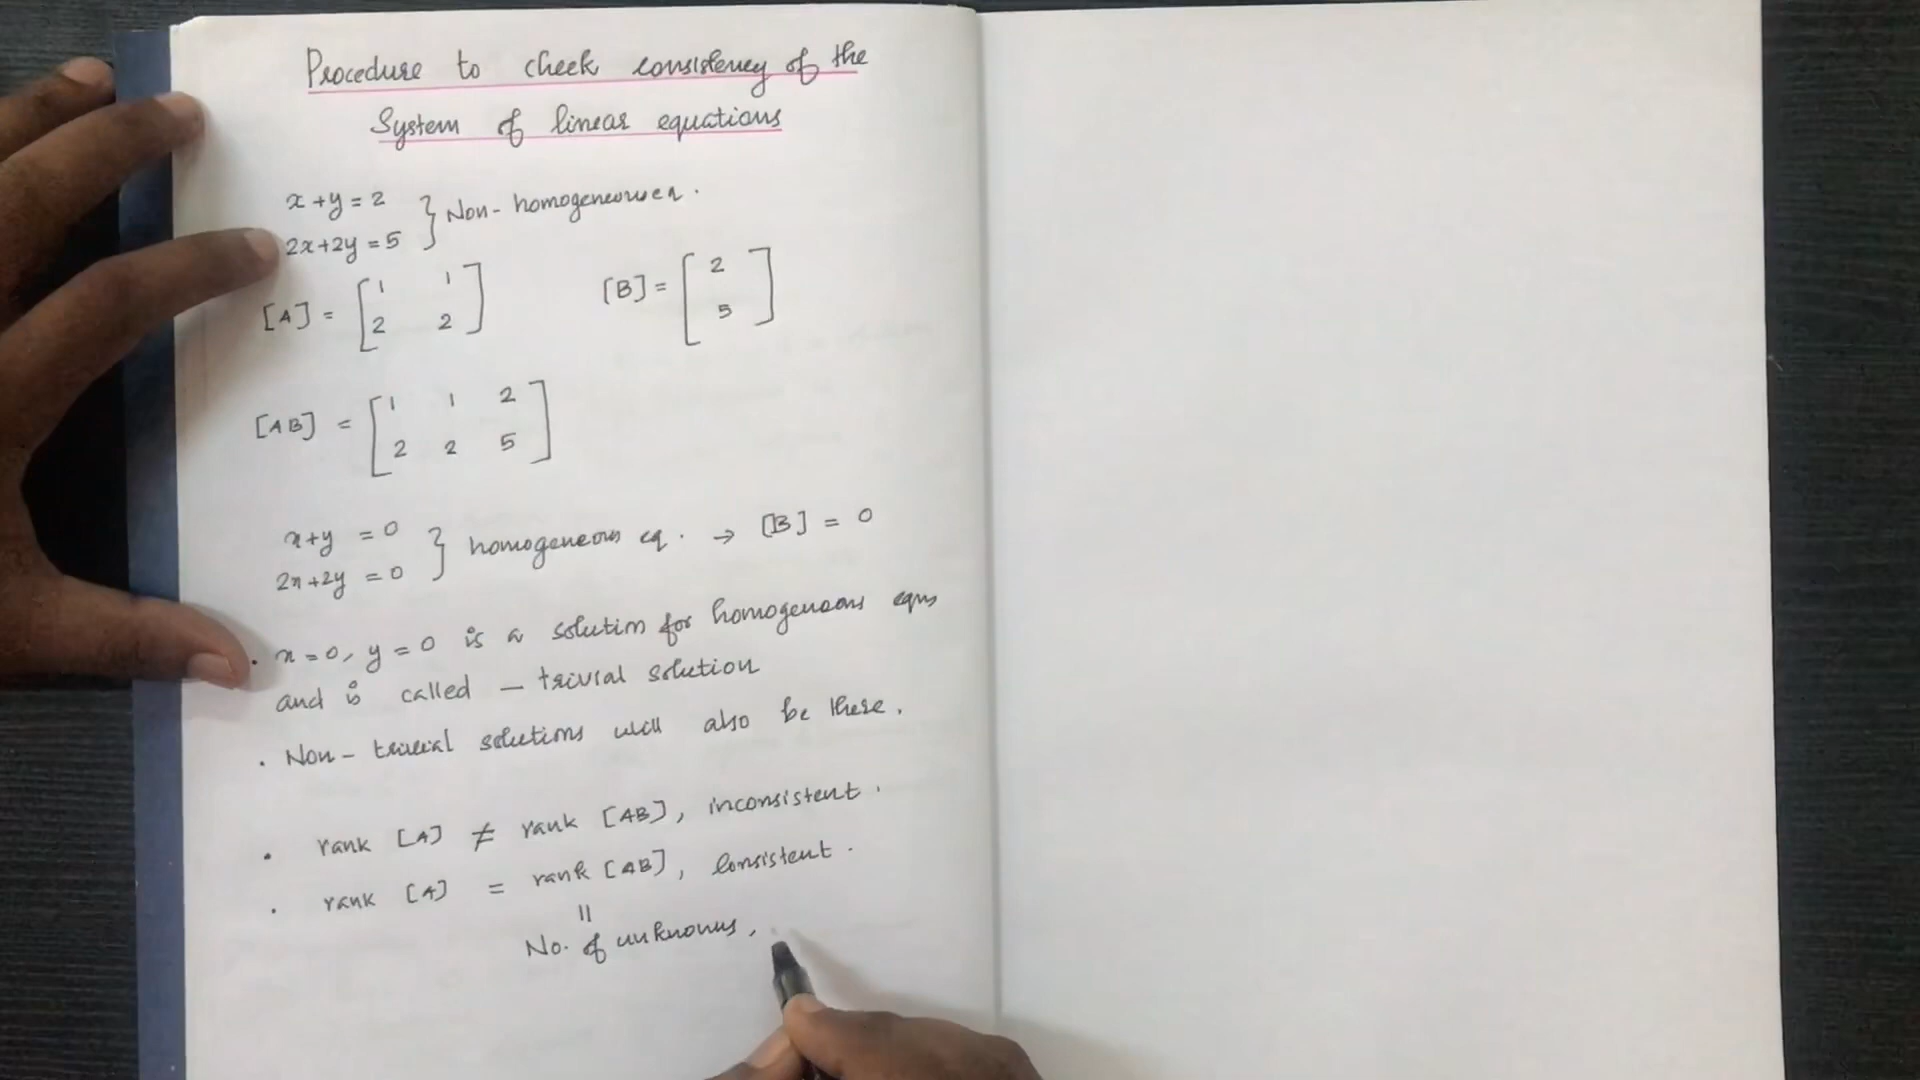 Procedure to check consistency of the
System of linear equations
x + y = 2
2x + 2y = 5 } Non-homogeneous en.
[A] = [1 1
2 2]
[B] = [2
5]
[AB] = [1 1 2
2 2 5]
x+y = 0
2x+2y = 0 } homogeneous eq. → [B] = 0
• x = 0, y = 0 is a solution for homogeneous eqns
and is called – trivial solution
• Non – trivial solutions will also be there.
• rank [A] ≠ rank [AB], inconsistent.
• rank [A] = rank [AB], consistent.
=
No. of unknowns,